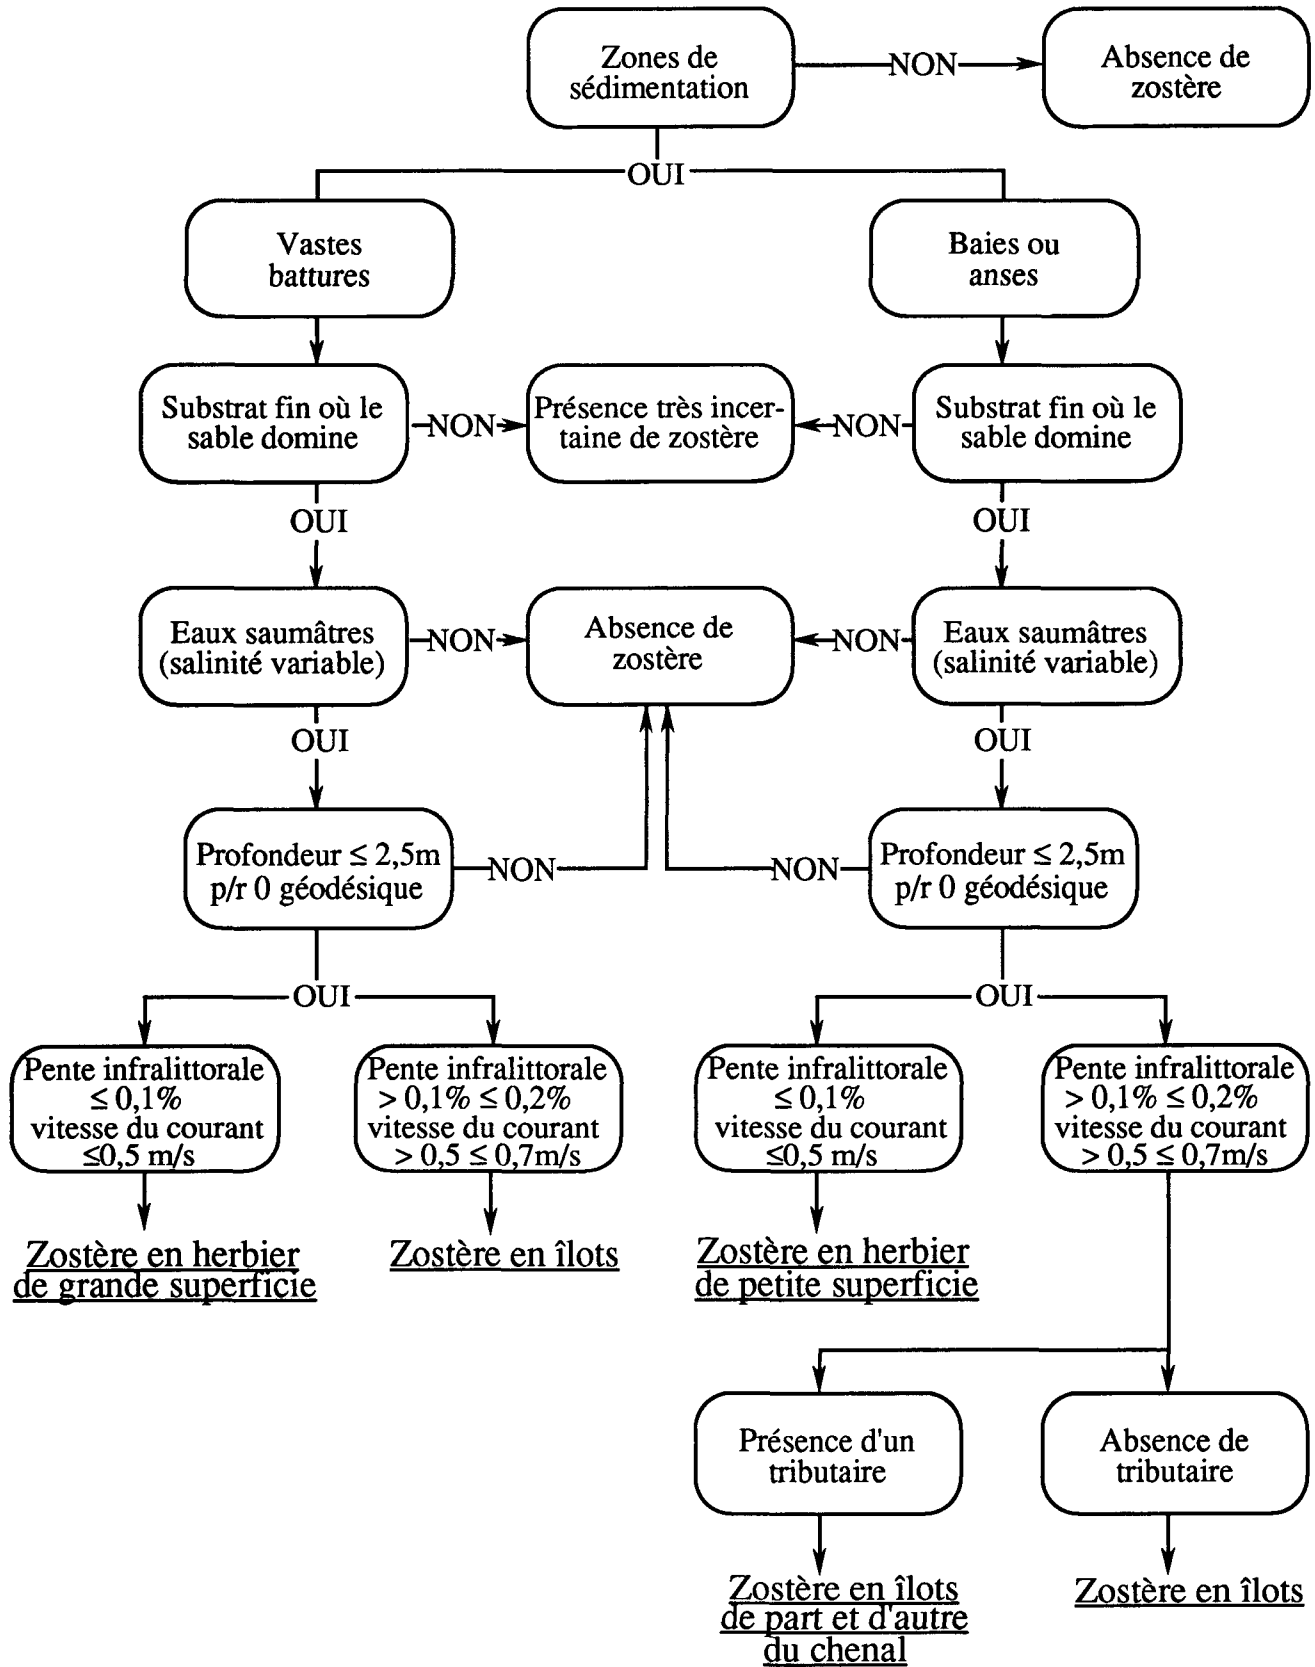 Zones de
sédimentation
NON
Absence de
zostère
OUI
Vastes
battures
Baies ou
anses
Substrat fin où le
sable domine
NON
Présence très incer-
taine de zostère
NON
Substrat fin où le
sable domine
OUI
OUI
Eaux saumâtres
(salinité variable)
NON
Absence de
zostère
NON
Eaux saumâtres
(salinité variable)
OUI
OUI
Profondeur ≤ 2,5m
p/r 0 géodésique
NON
NON
Profondeur ≤ 2,5m
p/r 0 géodésique
OUI
OUI
Pente infralittorale
≤ 0,1%
vitesse du courant
≤0,5 m/s
Pente infralittorale
> 0,1% ≤ 0,2%
vitesse du courant
> 0,5 ≤ 0,7m/s
Pente infralittorale
≤ 0,1%
vitesse du courant
≤0,5 m/s
Pente infralittorale
> 0,1% ≤ 0,2%
vitesse du courant
> 0,5 ≤ 0,7m/s
Zostère en herbier
de grande superficie
Zostère en îlots
Zostère en herbier
de petite superficie
Présence d'un
tributaire
Absence de
tributaire
Zostère en îlots
de part et d'autre
du chenal
Zostère en îlots